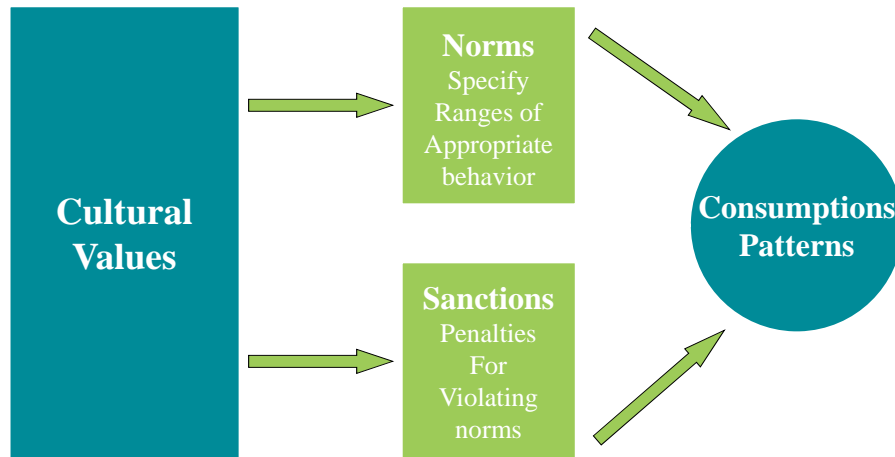 Cultural
Values
Norms
Specify
Ranges of
Appropriate
behavior
Sanctions
Penalties
For
Violating
norms
Consumptions
Patterns